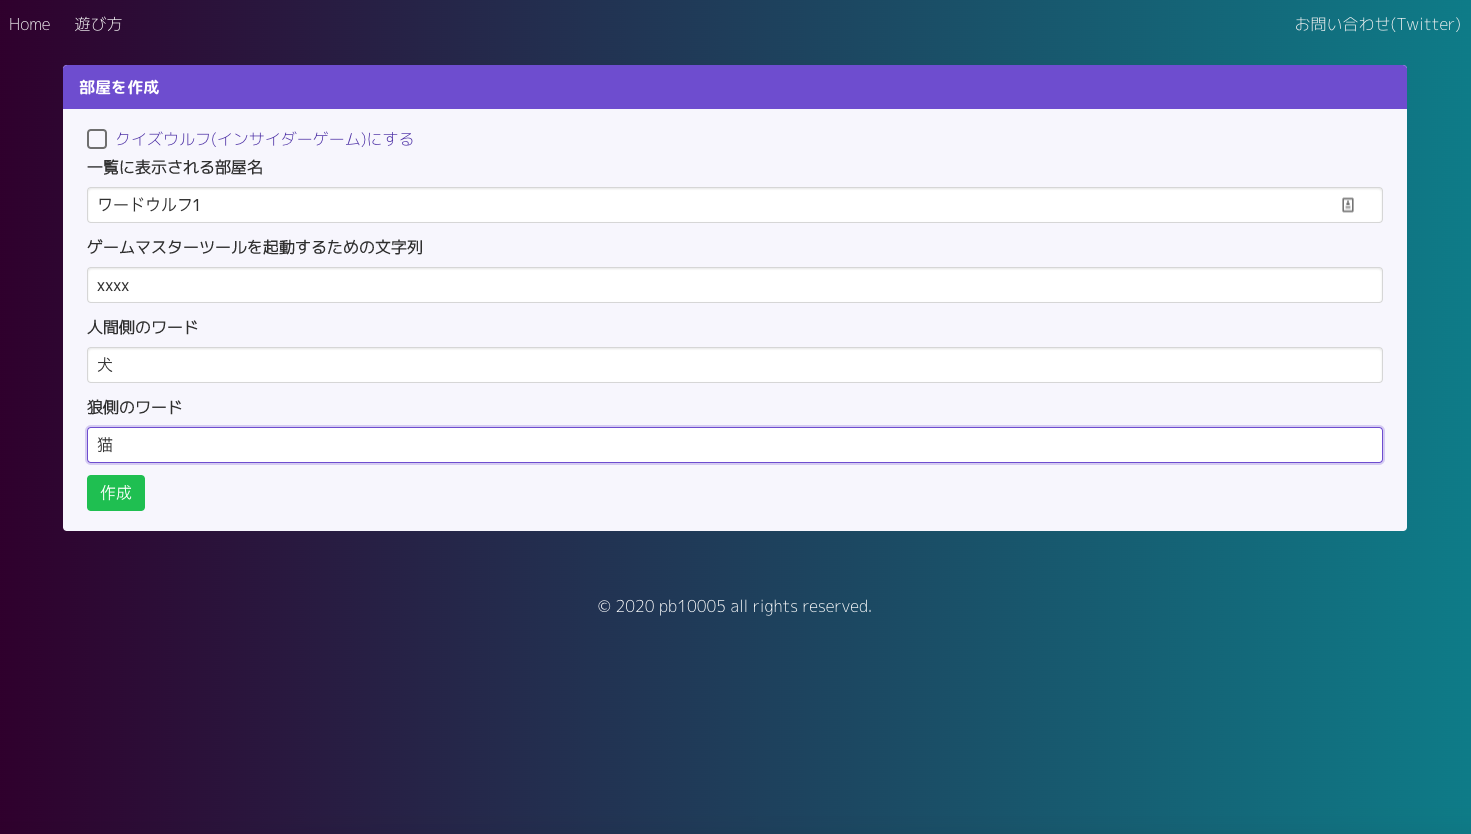 Home 遊び方 お問い合わせ(Twitter)
部屋を作成
クイズウルフ(インサイダーゲーム)にする
一覧に表示される部屋名
ワードウルフ1
ゲームマスターツールを起動するための文字列
xxxx
人間側のワード
犬
狼側のワード
猫
作成
© 2020 pb10005 all rights reserved.